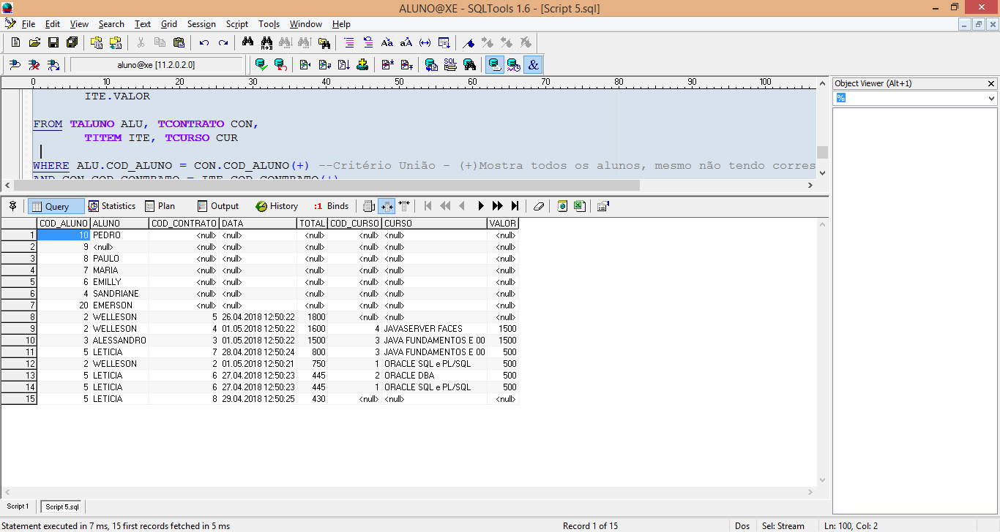 ALUNO@XE - SQLTools 1.6 - [Script 5.sql]
File Edit View Search Text Grid Session Script Tools Window Help
aluno@xe [11.2.0.2.0]
0 10 20 30 40 50 60 70 80 90 100
ITE.VALOR
FROM TALUNO ALU, TCONTRATO CON,
TITEM ITE, TCURSO CUR
WHERE ALU.COD_ALUNO = CON.COD_ALUNO(+) --Critério União - (+)Mostra todos os alunos, mesmo não tendo corres
AND CON.COD_CONTRATO = ITE.COD_CONTRATO(+)
Object Viewer (Alt+1)
%
Query Statistics Plan Output History :1 Binds
COD_ALUNO ALUNO COD_CONTRATO DATA TOTAL COD_CURSO CURSO VALOR
1 10 PEDRO <null> <null> <null> <null> <null> <null>
2 9 <null> <null> <null> <null> <null> <null> <null>
3 8 PAULO <null> <null> <null> <null> <null> <null>
4 7 MARIA <null> <null> <null> <null> <null> <null>
5 6 EMILLY <null> <null> <null> <null> <null> <null>
6 4 SANDRIANE <null> <null> <null> <null> <null> <null>
7 20 EMERSON <null> <null> <null> <null> <null> <null>
8 2 WELLESON 5 26.04.2018 12:50:22 1800 <null> <null> <null>
9 2 WELLESON 4 01.05.2018 12:50:22 1600 4 JAVASERVER FACES 1500
10 3 ALESSANDRO 3 01.05.2018 12:50:22 1500 3 JAVA FUNDAMENTOS E 00 1500
11 5 LETICIA 7 28.04.2018 12:50:24 800 3 JAVA FUNDAMENTOS E 00 500
12 2 WELLESON 2 01.05.2018 12:50:21 750 1 ORACLE SQL e PL/SQL 500
13 5 LETICIA 6 27.04.2018 12:50:23 445 2 ORACLE DBA 500
14 5 LETICIA 6 27.04.2018 12:50:23 445 1 ORACLE SQL e PL/SQL 500
15 5 LETICIA 8 29.04.2018 12:50:25 430 <null> <null> <null>
Script 1 Script 5.sql
Statement executed in 7 ms, 15 first records fetched in 5 ms Record 1 of 15 Dos Sel: Stream Ln: 100, Col: 2